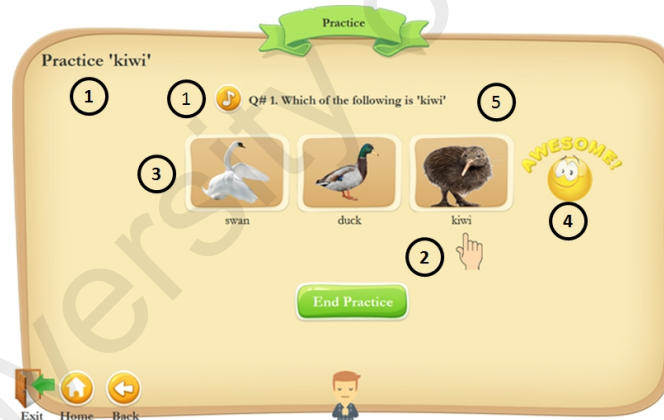 Practice
Practice 'kiwi'
1
1
Q# 1. Which of the following is 'kiwi'
5
3
AWESOME!
swan
duck
kiwi
4
2
End Practice
Exit
Home
Back